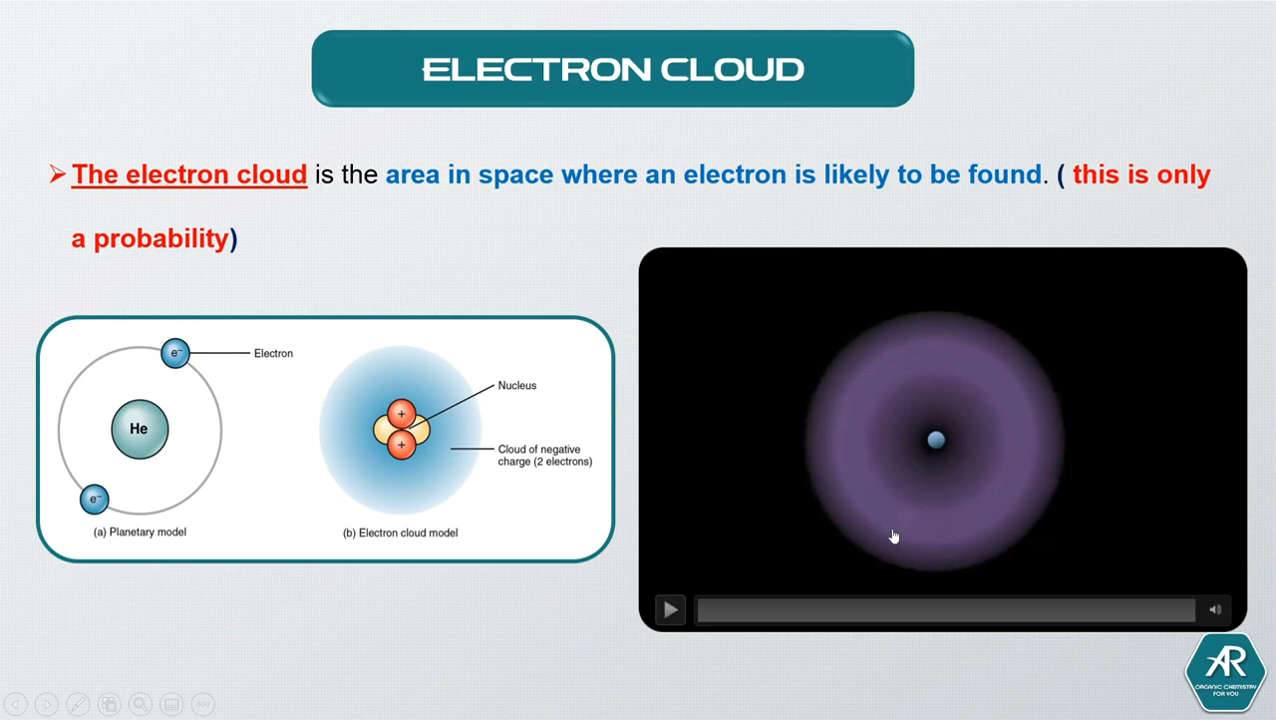 ELECTRON CLOUD
➢ The electron cloud is the area in space where an electron is likely to be found. ( this is only
a probability)
e⁻
Electron
He
e⁻
(a) Planetary model
Nucleus
+
+
Cloud of negative
charge (2 electrons)
(b) Electron cloud model
AR
ORGANIC CHEMISTRY
FOR YOU